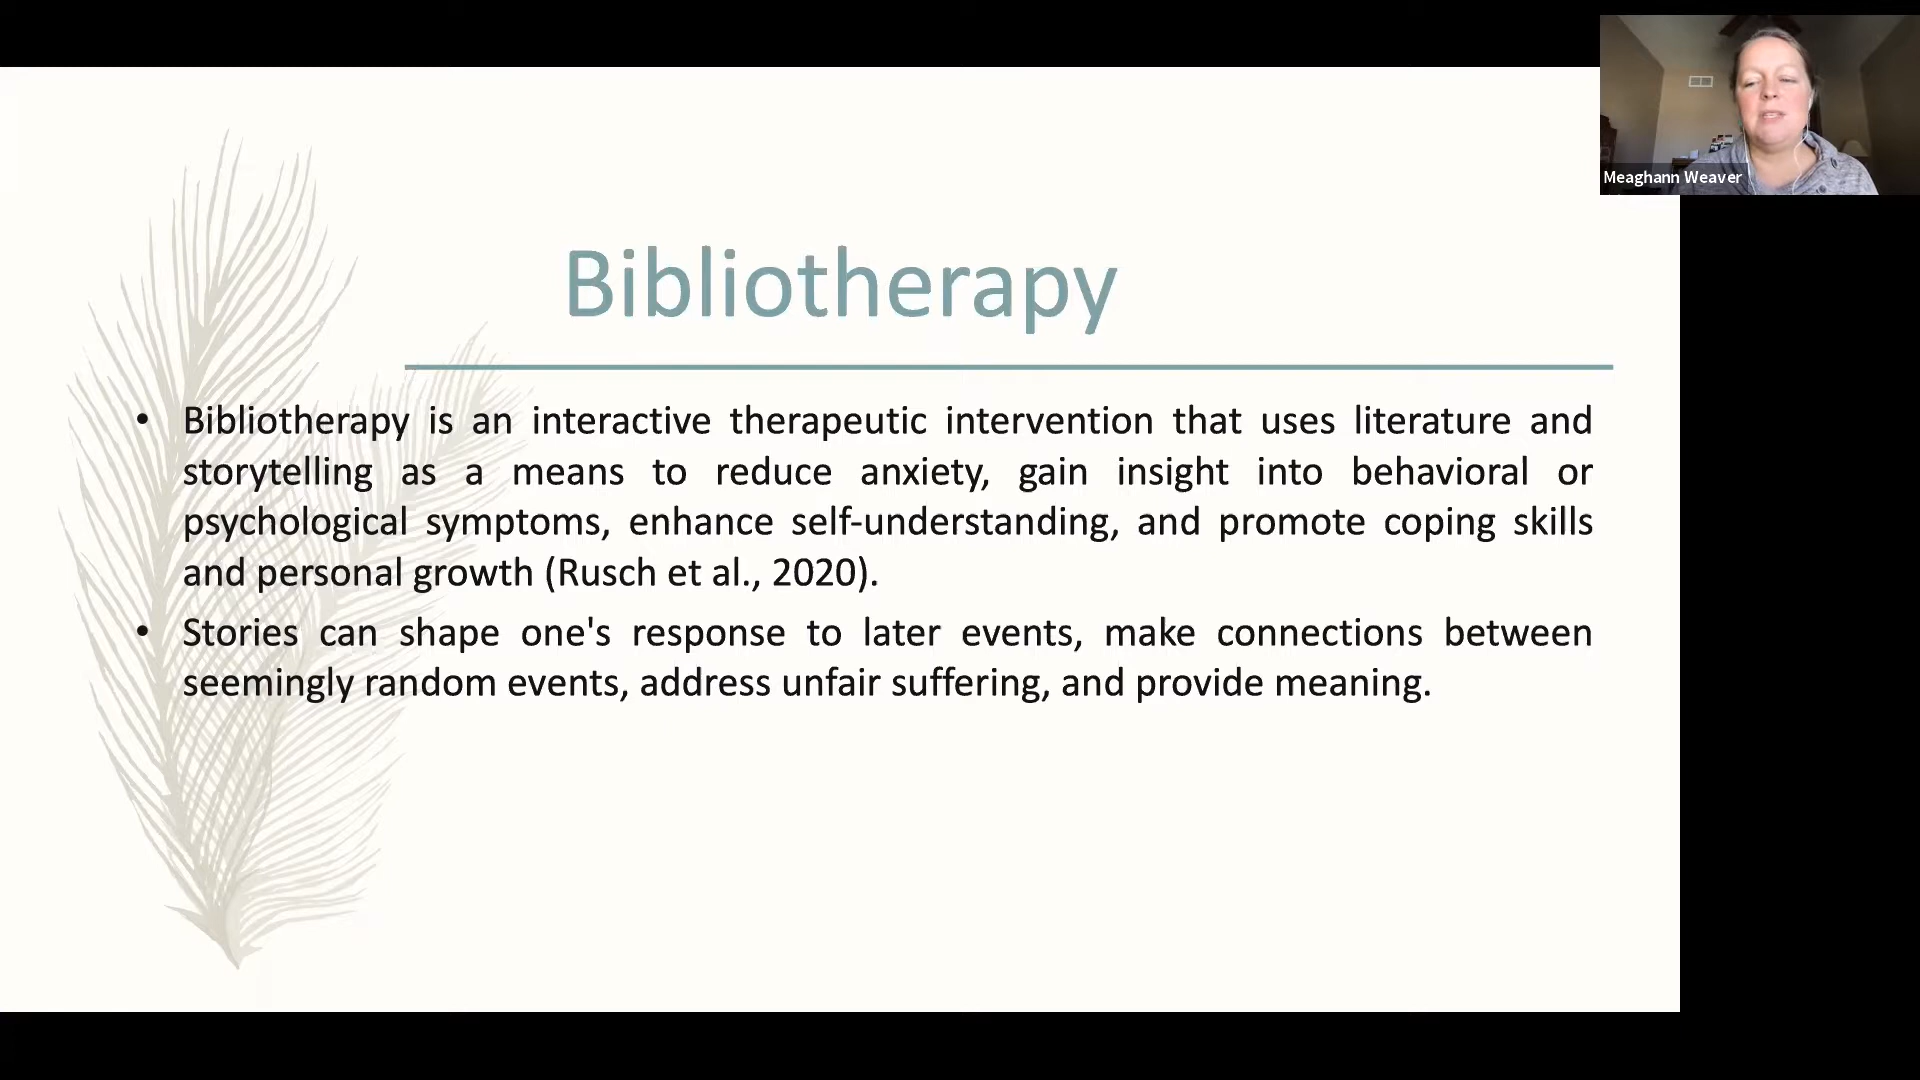 Meaghann Weaver
Bibliotherapy
• Bibliotherapy is an interactive therapeutic intervention that uses literature and
storytelling as a means to reduce anxiety, gain insight into behavioral or
psychological symptoms, enhance self-understanding, and promote coping skills
and personal growth (Rusch et al., 2020).
• Stories can shape one's response to later events, make connections between
seemingly random events, address unfair suffering, and provide meaning.